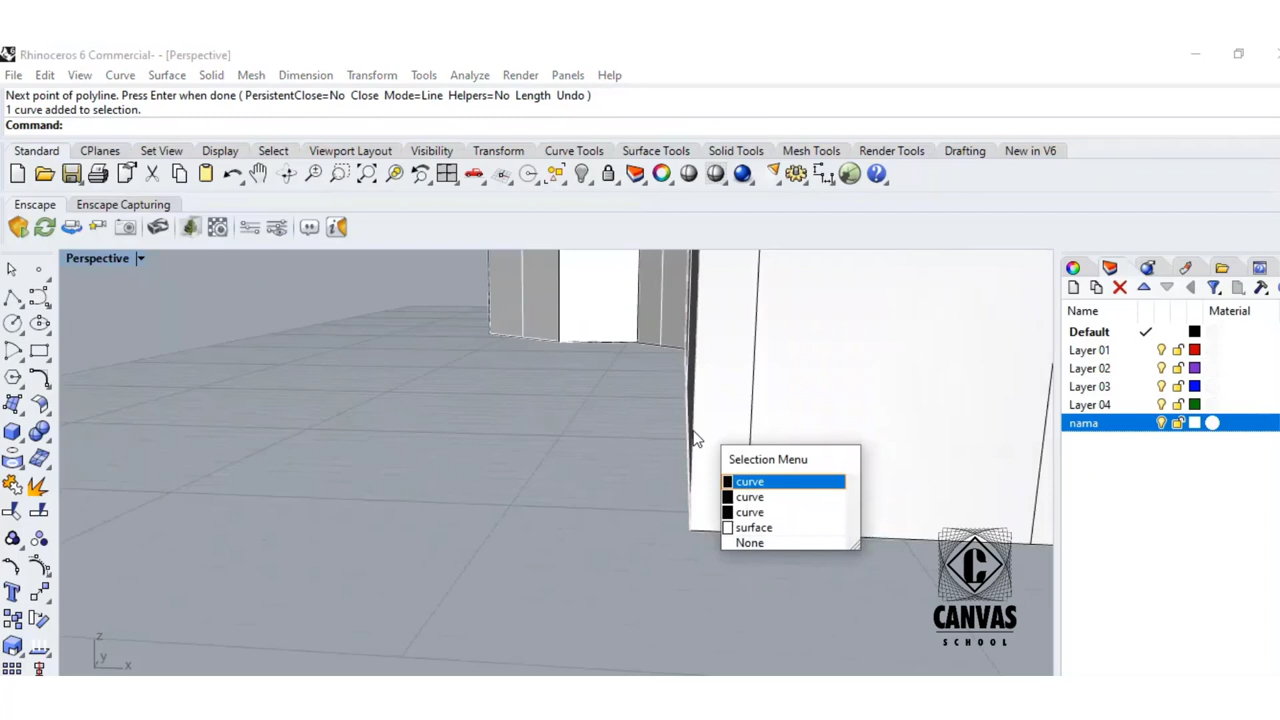 Rhinoceros 6 Commercial- - [Perspective]
File Edit View Curve Surface Solid Mesh Dimension Transform Tools Analyze Render Panels Help
Next point of polyline. Press Enter when done ( PersistentClose=No Close Mode=Line Helpers=No Length Undo )
1 curve added to selection.
Command:
Standard CPlanes Set View Display Select Viewport Layout Visibility Transform Curve Tools Surface Tools Solid Tools Mesh Tools Render Tools Drafting New in V6
Enscape Enscape Capturing
Perspective
Name Material
Default
Layer 01
Layer 02
Layer 03
Layer 04
nama
Selection Menu
curve
curve
curve
surface
None
z
y x
C
CANVAS
SCHOOL